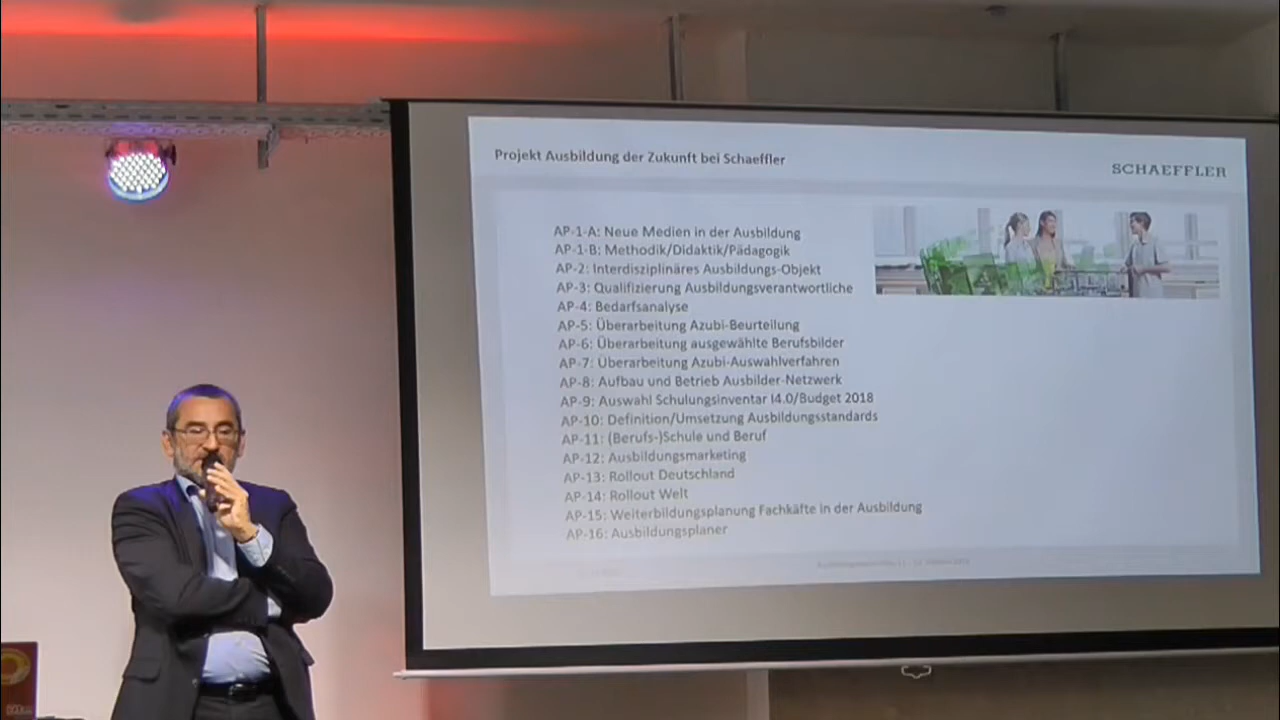 Projekt Ausbildung der Zukunft bei Schaeffler
SCHAEFFLER
AP-1-A: Neue Medien in der Ausbildung
AP-1-B: Methodik/Didaktik/Pädagogik
AP-2: Interdisziplinäres Ausbildungs-Objekt
AP-3: Qualifizierung Ausbildungsverantwortliche
AP-4: Bedarfsanalyse
AP-5: Überarbeitung Azubi-Beurteilung
AP-6: Überarbeitung ausgewählte Berufsbilder
AP-7: Überarbeitung Azubi-Auswahlverfahren
AP-8: Aufbau und Betrieb Ausbilder-Netzwerk
AP-9: Auswahl Schulungsinventar I4.0/Budget 2018
AP-10: Definition/Umsetzung Ausbildungsstandards
AP-11: (Berufs-)Schule und Beruf
AP-12: Ausbildungsmarketing
AP-13: Rollout Deutschland
AP-14: Rollout Welt
AP-15: Weiterbildungsplanung Fachkäfte in der Ausbildung
AP-16: Ausbildungsplaner